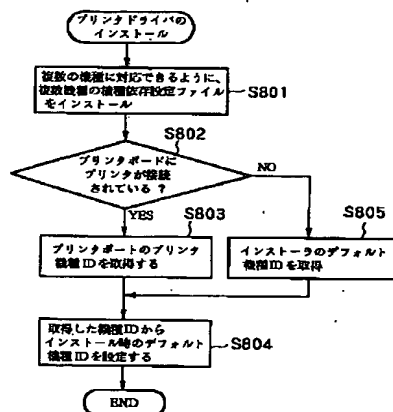 プリンタドライバの
インストール
複数の機種に対応できるように、
複数機種の機種依存設定ファイル
をインストール
S801
S802
プリンタボードに
プリンタが接続
されている ?
NO
YES
S803
プリンタポートのプリンタ
機種IDを取得する
S805
インストーラのデフォルト
機種IDを取得
取得した機種IDから
インストール時のデフォルト
機種IDを設定する
S804
END